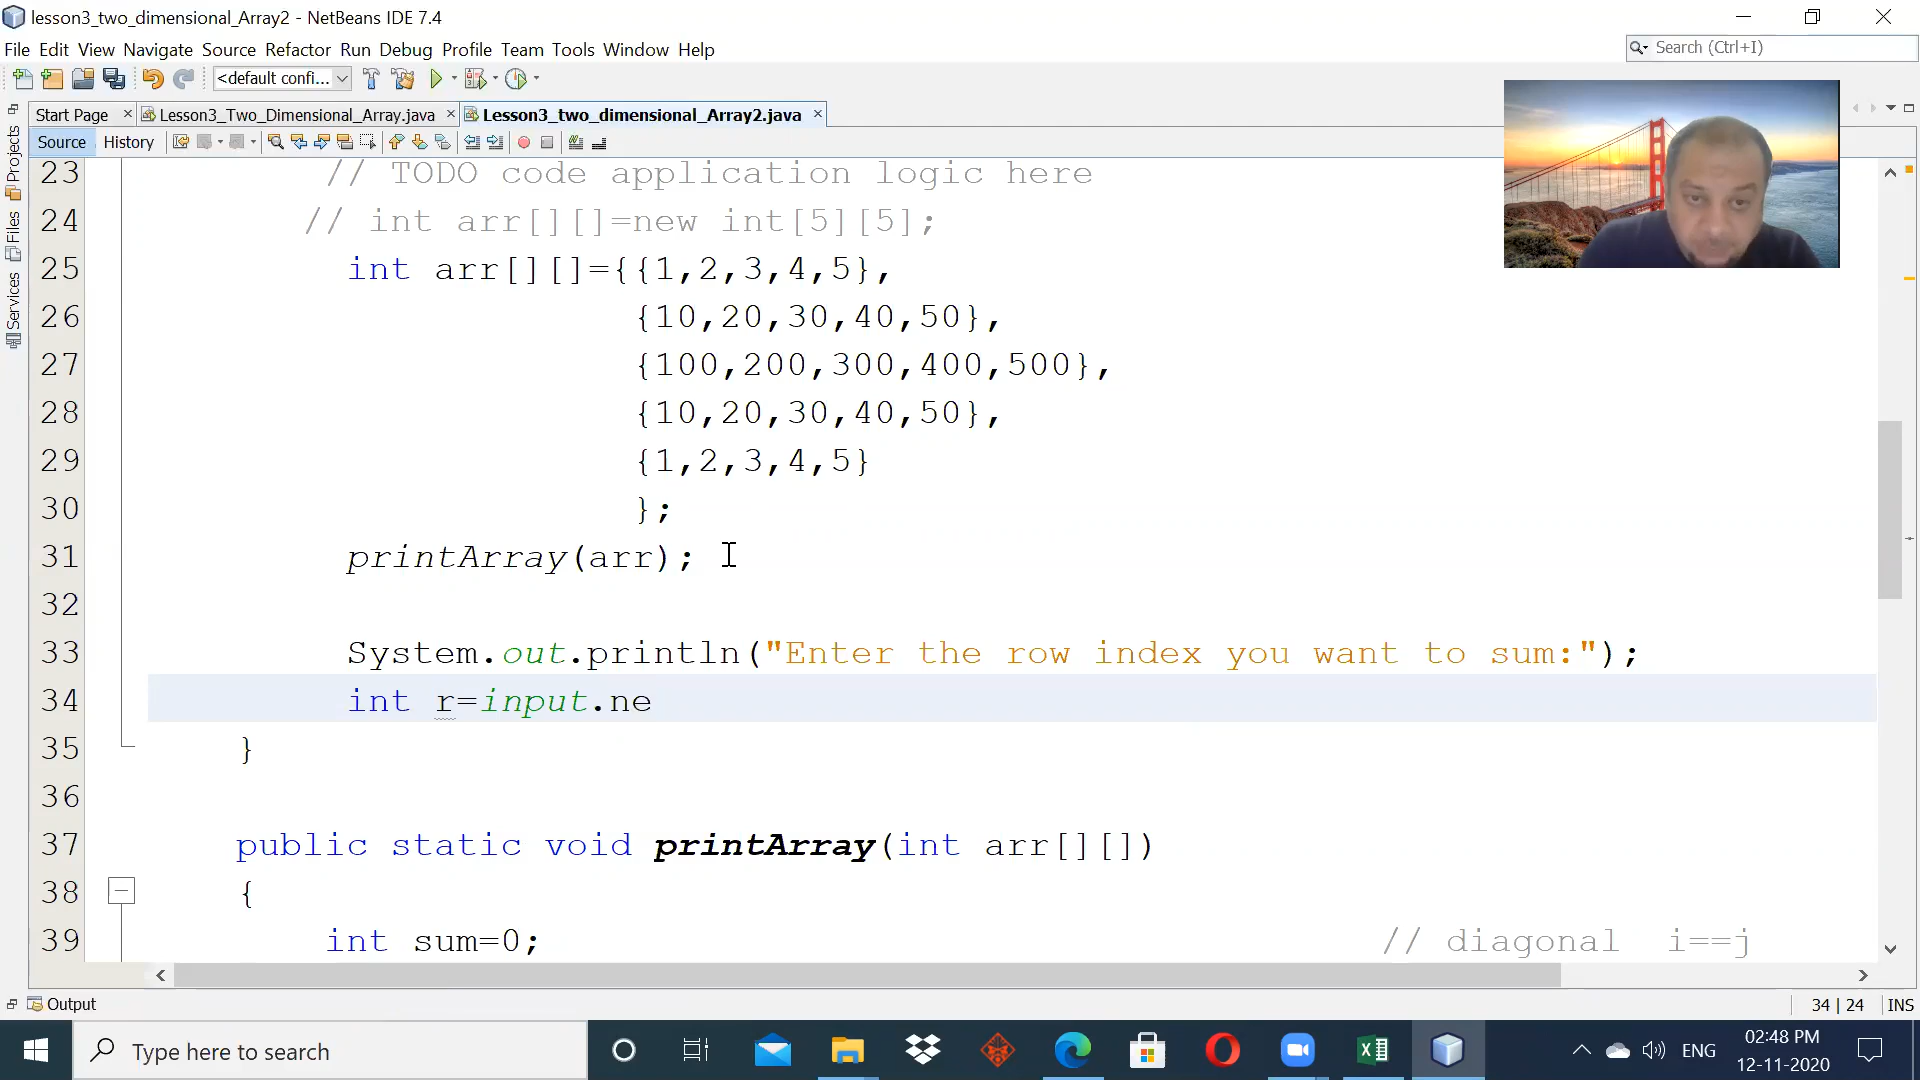 lesson3_two_dimensional_Array2 - NetBeans IDE 7.4
File Edit View Navigate Source Refactor Run Debug Profile Team Tools Window Help
Search (Ctrl+I)
<default confi...
Start Page
Lesson3_Two_Dimensional_Array.java
Lesson3_two_dimensional_Array2.java
Source History
Projects
Files
Services
23 // TODO code application logic here
24 // int arr[][]=new int[5][5];
25 int arr[][]={{1,2,3,4,5},
26 {10,20,30,40,50},
27 {100,200,300,400,500},
28 {10,20,30,40,50},
29 {1,2,3,4,5}
30 };
31 printArray(arr);
32
33 System.out.println("Enter the row index you want to sum:");
34 int r=input.ne
35 }
36
37 public static void printArray(int arr[][])
38 {
39 int sum=0; // diagonal i==j
Output
34 | 24 INS
Type here to search
ENG
02:48 PM
12-11-2020